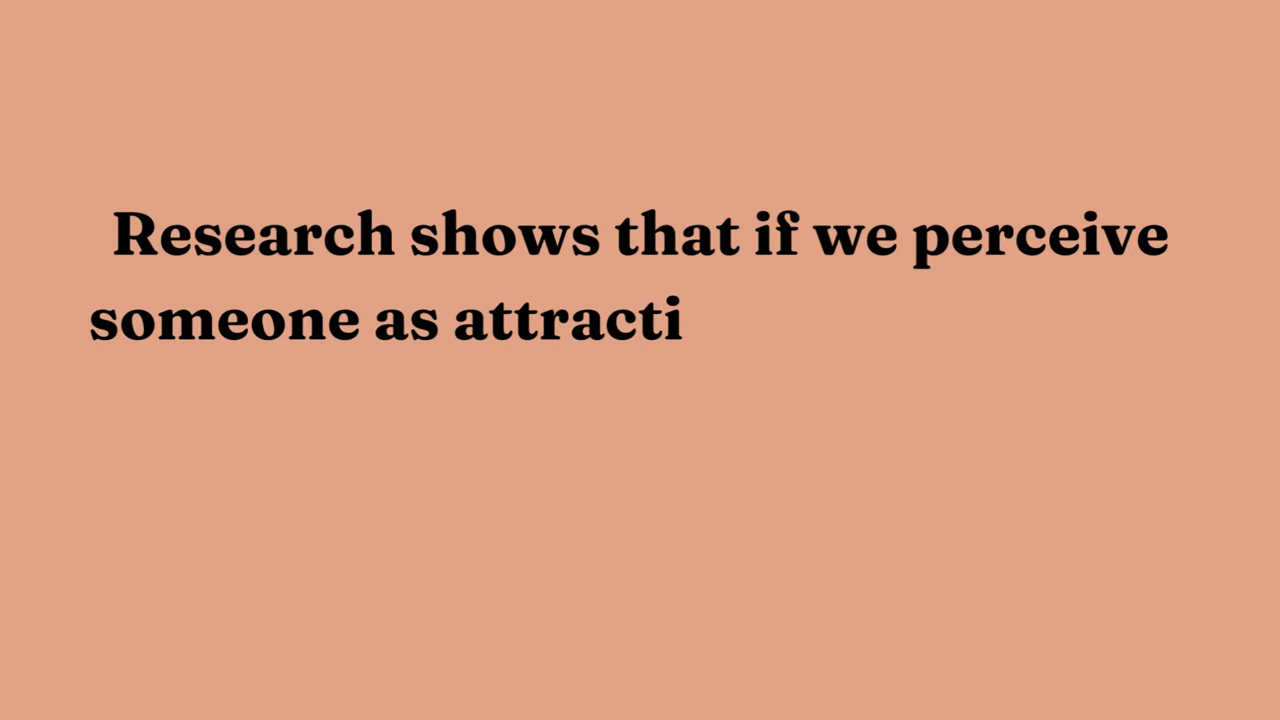 Research shows that if we perceive
someone as attracti